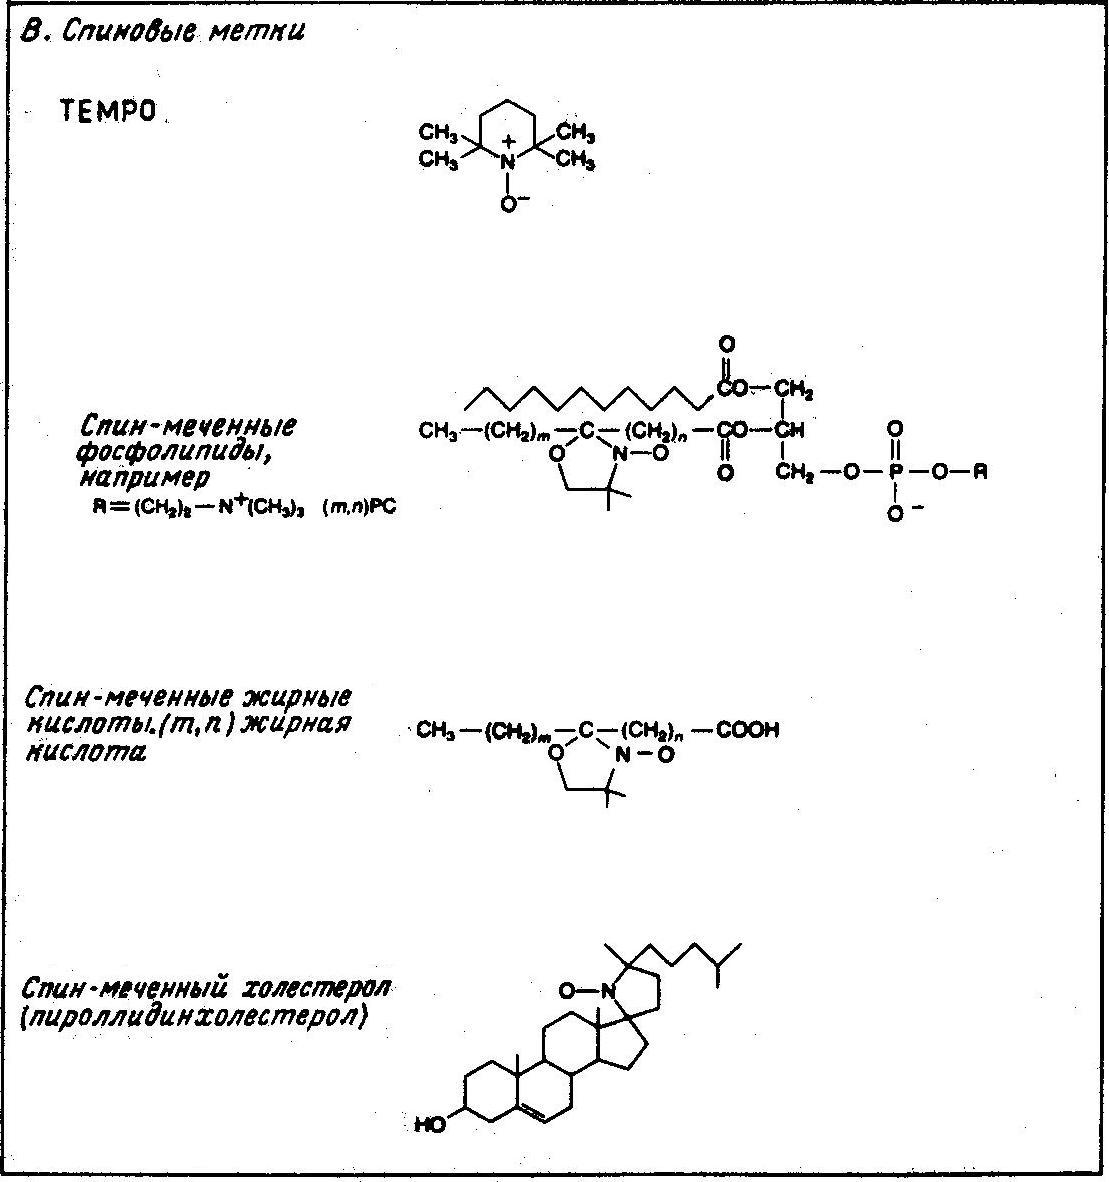 В. Спиновые метки
TEMPO
CH₃ CH₃
+
CH₃ N CH₃
O⁻
O
CO—CH₂
Спин-меченные
фосфолипиды,
например
R=(CH₂)₂—N⁺(CH₃)₃ (m,n)PC
CH₃—(CH₂)ₘ—C—(CH₂)ₙ—CO—CH
O N—O
O
CH₂—O—P—O—R
O
O⁻
Спин-меченные жирные
кислоты.(m,n) жирная
кислота
CH₃—(CH₂)ₘ—C—(CH₂)ₙ—COOH
O N—O
Спин-меченный холестерол
(пироллидинхолестерол)
O—N
HO